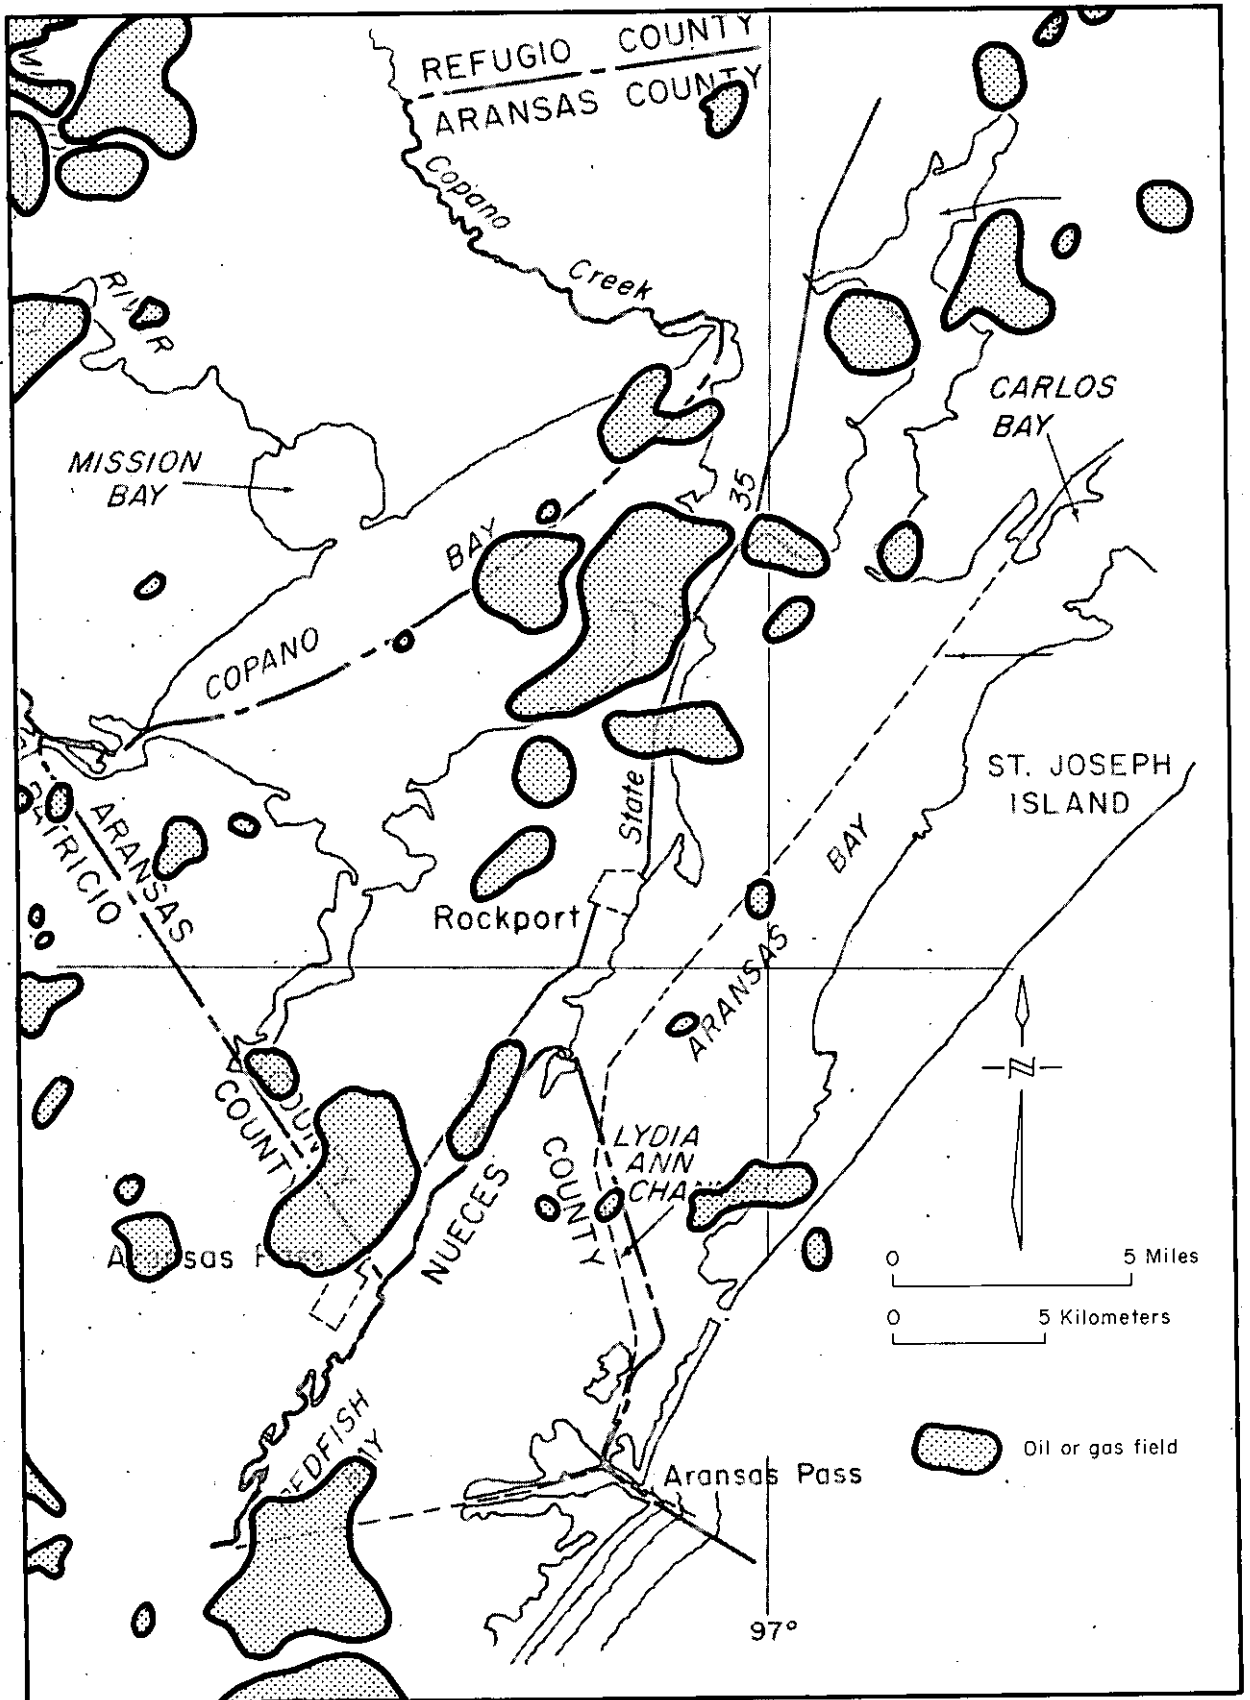 REFUGIO COUNTY
ARANSAS COUNTY
Copano
Creek
RIVER
CARLOS
BAY
MISSION
BAY
35
BAY
COPANO
ST. JOSEPH
ISLAND
State
BAY
ARANSAS
PATRICIO
Rockport
ARANSAS
N
COUNTY
LYDIA
ANN
COUNTY
NUECES
0 5 Miles
0 5 Kilometers
REDFISH
Oil or gas field
Aransas Pass
97°